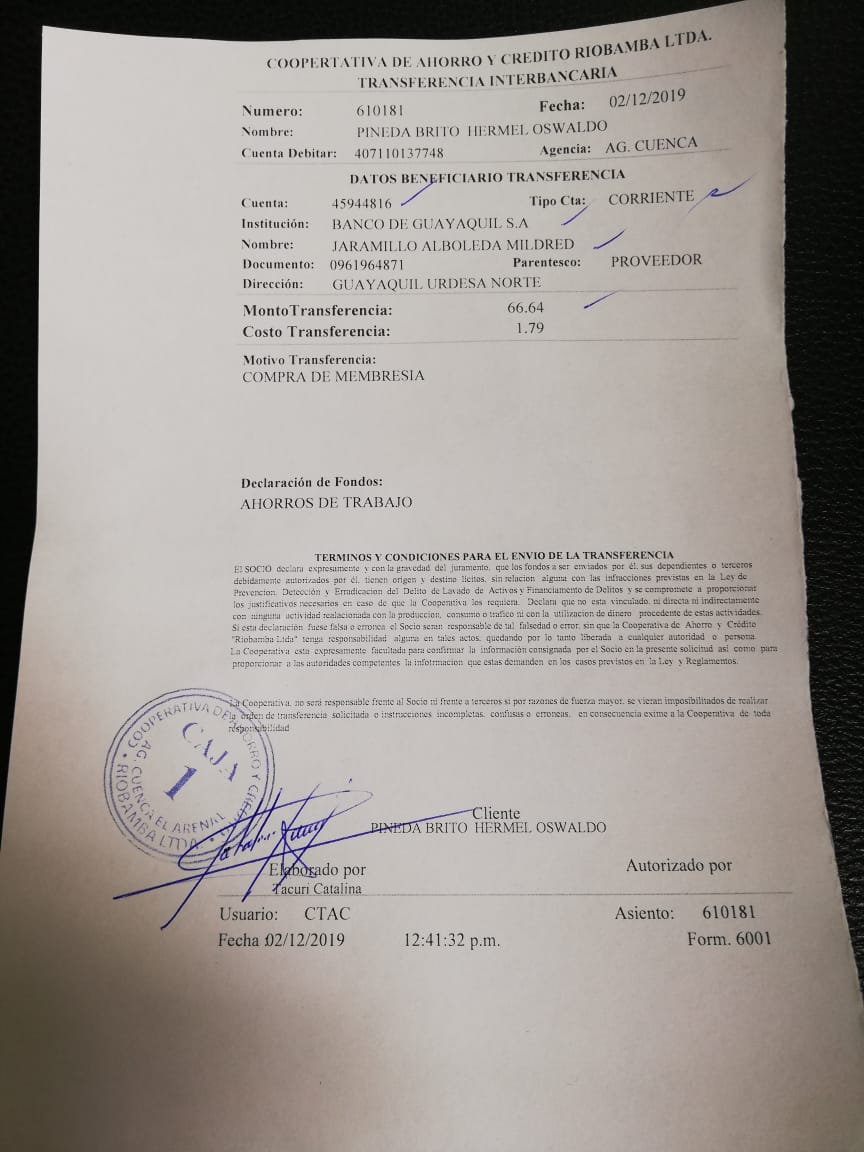 COOPERTATIVA DE AHORRO Y CREDITO RIOBAMBA LTDA.
TRANSFERENCIA INTERBANCARIA
Numero: 610181 Fecha: 02/12/2019
Nombre: PINEDA BRITO HERMEL OSWALDO
Cuenta Debitar: 407110137748 Agencia: AG. CUENCA
DATOS BENEFICIARIO TRANSFERENCIA
Cuenta: 45944816 Tipo Cta: CORRIENTE
Institución: BANCO DE GUAYAQUIL S.A
Nombre: JARAMILLO ALBOLEDA MILDRED
Documento: 0961964871 Parentesco: PROVEEDOR
Dirección: GUAYAQUIL URDESA NORTE
MontoTransferencia: 66.64
Costo Transferencia: 1.79
Motivo Transferencia:
COMPRA DE MEMBRESIA
Declaración de Fondos:
AHORROS DE TRABAJO
TERMINOS Y CONDICIONES PARA EL ENVIO DE LA TRANSFERENCIA
El SOCIO declara expresamente y con la gravedad del juramento, que los fondos a ser enviados por él, sus dependientes o terceros
debidamente autorizados por él, tienen origen y destino licitos, sin relacion alguna con las infracciones previstas en la Ley de
Prevencion, Detección y Erradicacion del Delito de Lavado de Activos y Financiamiento de Delitos y se compromete a proporcionar
los justificativos necesarios en caso de que la Cooperativa los requiera. Declara que no esta vinculado, ni directa ni indirectamente
con ninguna actividad realacionada con la produccion, consumo o trafico ni con la utilizacion de dinero procedente de estas actividades.
Si esta declaración fuese falsa o erronea el Socio seran responsable de tal falsedad o error, sin que la Cooperativa de Ahorro y Crédito
"Riobamba Ltda" tenga responsabilidad alguna en tales actos, quedando por lo tanto liberada a cualquier autoridad o persona.
La Cooperativa esta expresamente facultada para confirmar la información consignada por el Socio en la presente solicitud asi como para
proporcionar a las autoridades competentes la informacion que estas demanden en los casos previstos en la Ley y Reglamentos.
La Cooperativa, no será responsable frente al Socio ni frente a terceros si por razones de fuerza mayor, se vieran imposibilitados de realizar
la orden de transferencia solicitada o instrucciones incompletas, confusas o erroneas, en consecuencia exime a la Cooperativa de toda
responsabilidad
COOPERATIVA DE AHORRO Y
RIOBAMBA LTDA.
AG. CUENCA EL ARENAL
CAJA
1
Cliente
PINEDA BRITO HERMEL OSWALDO
Elaborado por Autorizado por
Tacuri Catalina
Usuario: CTAC Asiento: 610181
Fecha :02/12/2019 12:41:32 p.m. Form. 6001